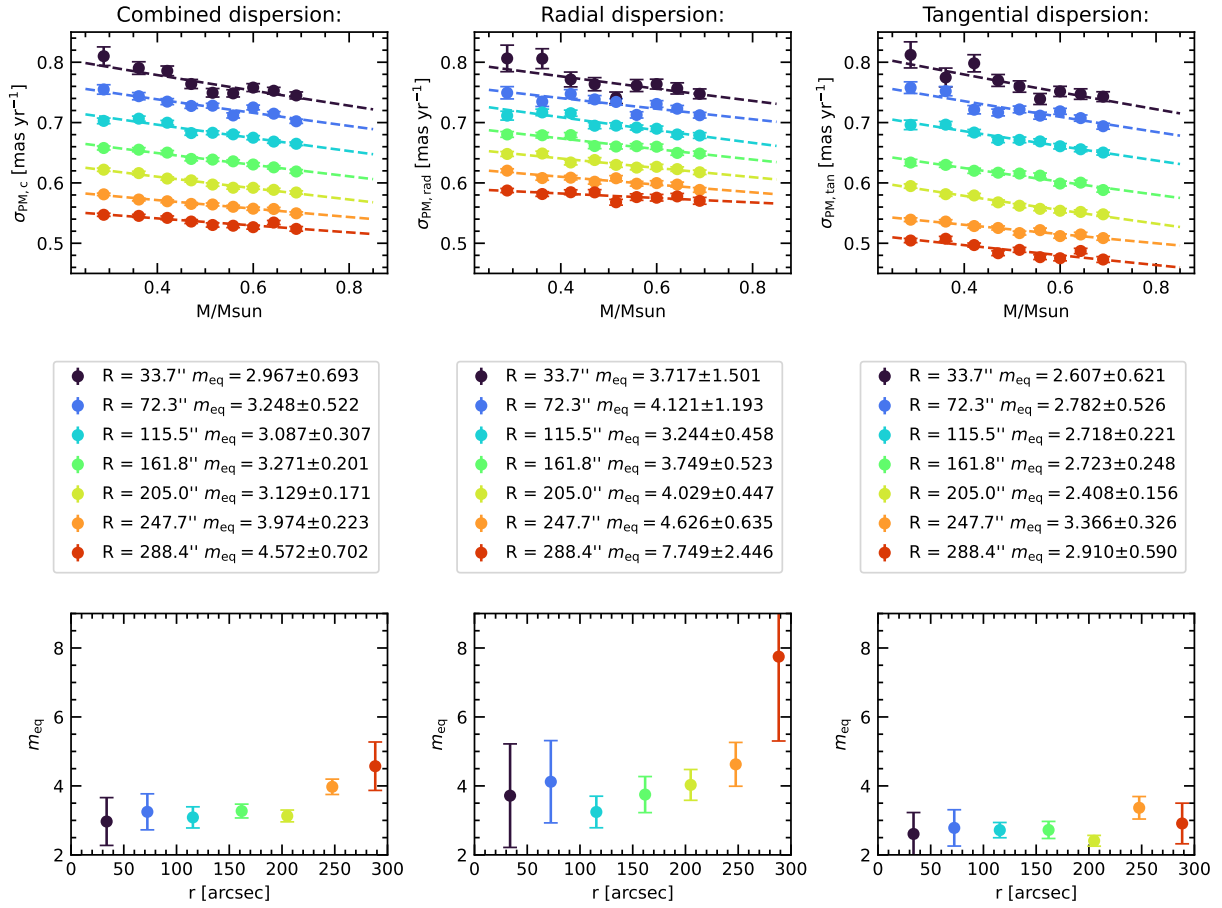 Combined dispersion:
Radial dispersion:
Tangential dispersion:
σPM, c [mas yr−1]
0.8
0.7
0.6
0.5
0.4
0.6
0.8
M/Msun
σPM, rad [mas yr−1]
0.8
0.7
0.6
0.5
0.4
0.6
0.8
M/Msun
σPM, tan [mas yr−1]
0.8
0.7
0.6
0.5
0.4
0.6
0.8
M/Msun
R = 33.7'' meq = 2.967±0.693
R = 72.3'' meq = 3.248±0.522
R = 115.5'' meq = 3.087±0.307
R = 161.8'' meq = 3.271±0.201
R = 205.0'' meq = 3.129±0.171
R = 247.7'' meq = 3.974±0.223
R = 288.4'' meq = 4.572±0.702
R = 33.7'' meq = 3.717±1.501
R = 72.3'' meq = 4.121±1.193
R = 115.5'' meq = 3.244±0.458
R = 161.8'' meq = 3.749±0.523
R = 205.0'' meq = 4.029±0.447
R = 247.7'' meq = 4.626±0.635
R = 288.4'' meq = 7.749±2.446
R = 33.7'' meq = 2.607±0.621
R = 72.3'' meq = 2.782±0.526
R = 115.5'' meq = 2.718±0.221
R = 161.8'' meq = 2.723±0.248
R = 205.0'' meq = 2.408±0.156
R = 247.7'' meq = 3.366±0.326
R = 288.4'' meq = 2.910±0.590
meq
8
6
4
2
0 50 100 150 200 250 300
r [arcsec]
meq
8
6
4
2
0 50 100 150 200 250 300
r [arcsec]
meq
8
6
4
2
0 50 100 150 200 250 300
r [arcsec]